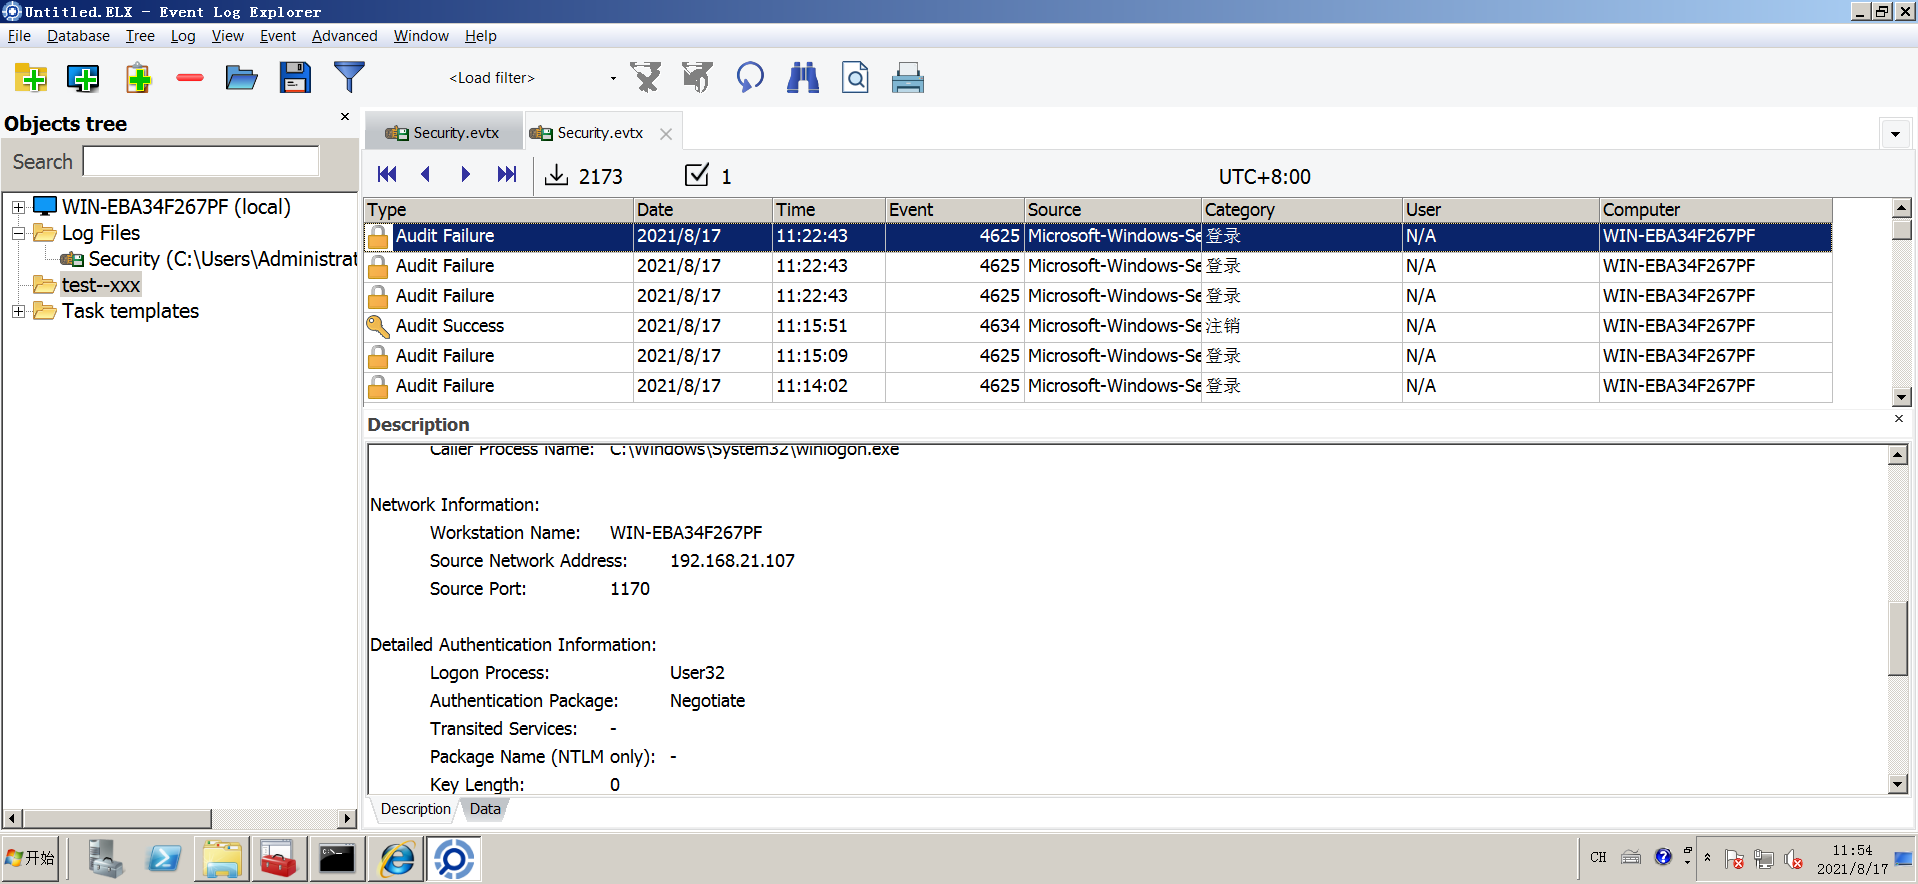 Untitled.ELX - Event Log Explorer
File Database Tree Log View Event Advanced Window Help
<Load filter>
Objects tree
Search
WIN-EBA34F267PF (local)
Log Files
Security (C:\Users\Administrat
test--xxx
Task templates
Security.evtx Security.evtx
2173 1 UTC+8:00
Type Date Time Event Source Category User Computer
Audit Failure 2021/8/17 11:22:43 4625 Microsoft-Windows-Se 登录 N/A WIN-EBA34F267PF
Audit Failure 2021/8/17 11:22:43 4625 Microsoft-Windows-Se 登录 N/A WIN-EBA34F267PF
Audit Failure 2021/8/17 11:22:43 4625 Microsoft-Windows-Se 登录 N/A WIN-EBA34F267PF
Audit Success 2021/8/17 11:15:51 4634 Microsoft-Windows-Se 注销 N/A WIN-EBA34F267PF
Audit Failure 2021/8/17 11:15:09 4625 Microsoft-Windows-Se 登录 N/A WIN-EBA34F267PF
Audit Failure 2021/8/17 11:14:02 4625 Microsoft-Windows-Se 登录 N/A WIN-EBA34F267PF
Description
Caller Process Name: C:\Windows\System32\winlogon.exe
Network Information:
Workstation Name: WIN-EBA34F267PF
Source Network Address: 192.168.21.107
Source Port: 1170
Detailed Authentication Information:
Logon Process: User32
Authentication Package: Negotiate
Transited Services: -
Package Name (NTLM only): -
Key Length: 0
Description Data
开始
CH
11:54
2021/8/17